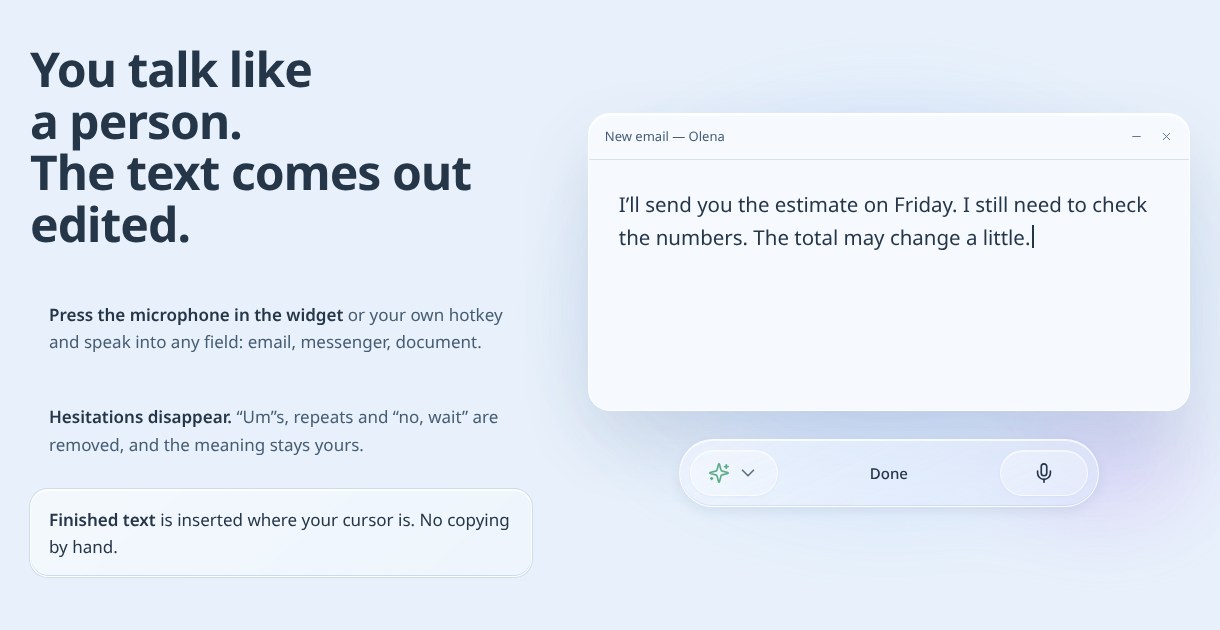 You talk like
a person.
The text comes out
edited.
Press the microphone in the widget or your own hotkey
and speak into any field: email, messenger, document.
Hesitations disappear. “Um”s, repeats and “no, wait” are
removed, and the meaning stays yours.
Finished text is inserted where your cursor is. No copying
by hand.
New email — Olena
I’ll send you the estimate on Friday. I still need to check
the numbers. The total may change a little.
Done